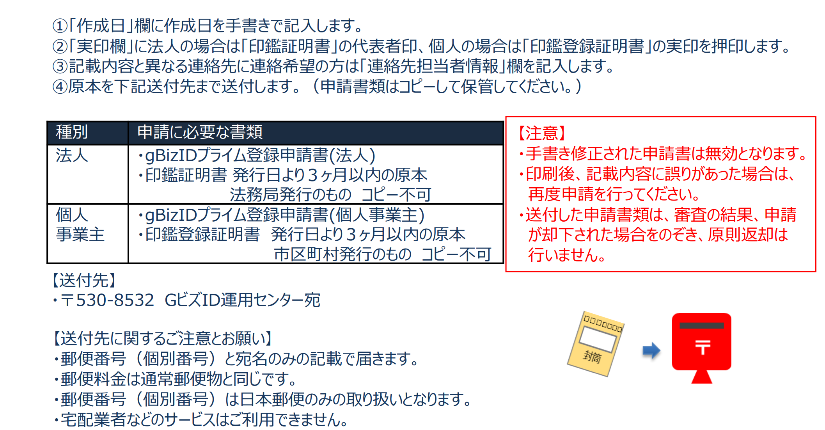 ①「作成日」欄に作成日を手書きで記入します。
②「実印欄」に法人の場合は「印鑑証明書」の代表者印、個人の場合は「印鑑登録証明書」の実印を押印します。
③記載内容と異なる連絡先に連絡希望の方は「連絡先担当者情報」欄を記入します。
④原本を下記送付先まで送付します。（申請書類はコピーして保管してください。）
種別 申請に必要な書類
法人 ・gBizIDプライム登録申請書(法人)
・印鑑証明書 発行日より３ヶ月以内の原本
法務局発行のもの コピー不可
個人 ・gBizIDプライム登録申請書(個人事業主)
事業主 ・印鑑登録証明書 発行日より３ヶ月以内の原本
市区町村発行のもの コピー不可
【注意】
・手書き修正された申請書は無効となります。
・印刷後、記載内容に誤りがあった場合は、
再度申請を行ってください。
・送付した申請書類は、審査の結果、申請
が却下された場合をのぞき、原則返却は
行いません。
【送付先】
・〒530-8532 GビズID運用センター宛
【送付先に関するご注意とお願い】
・郵便番号（個別番号）と宛名のみの記載で届きます。
・郵便料金は通常郵便物と同じです。
・郵便番号（個別番号）は日本郵便のみの取り扱いとなります。
・宅配業者などのサービスはご利用できません。
封筒
〒